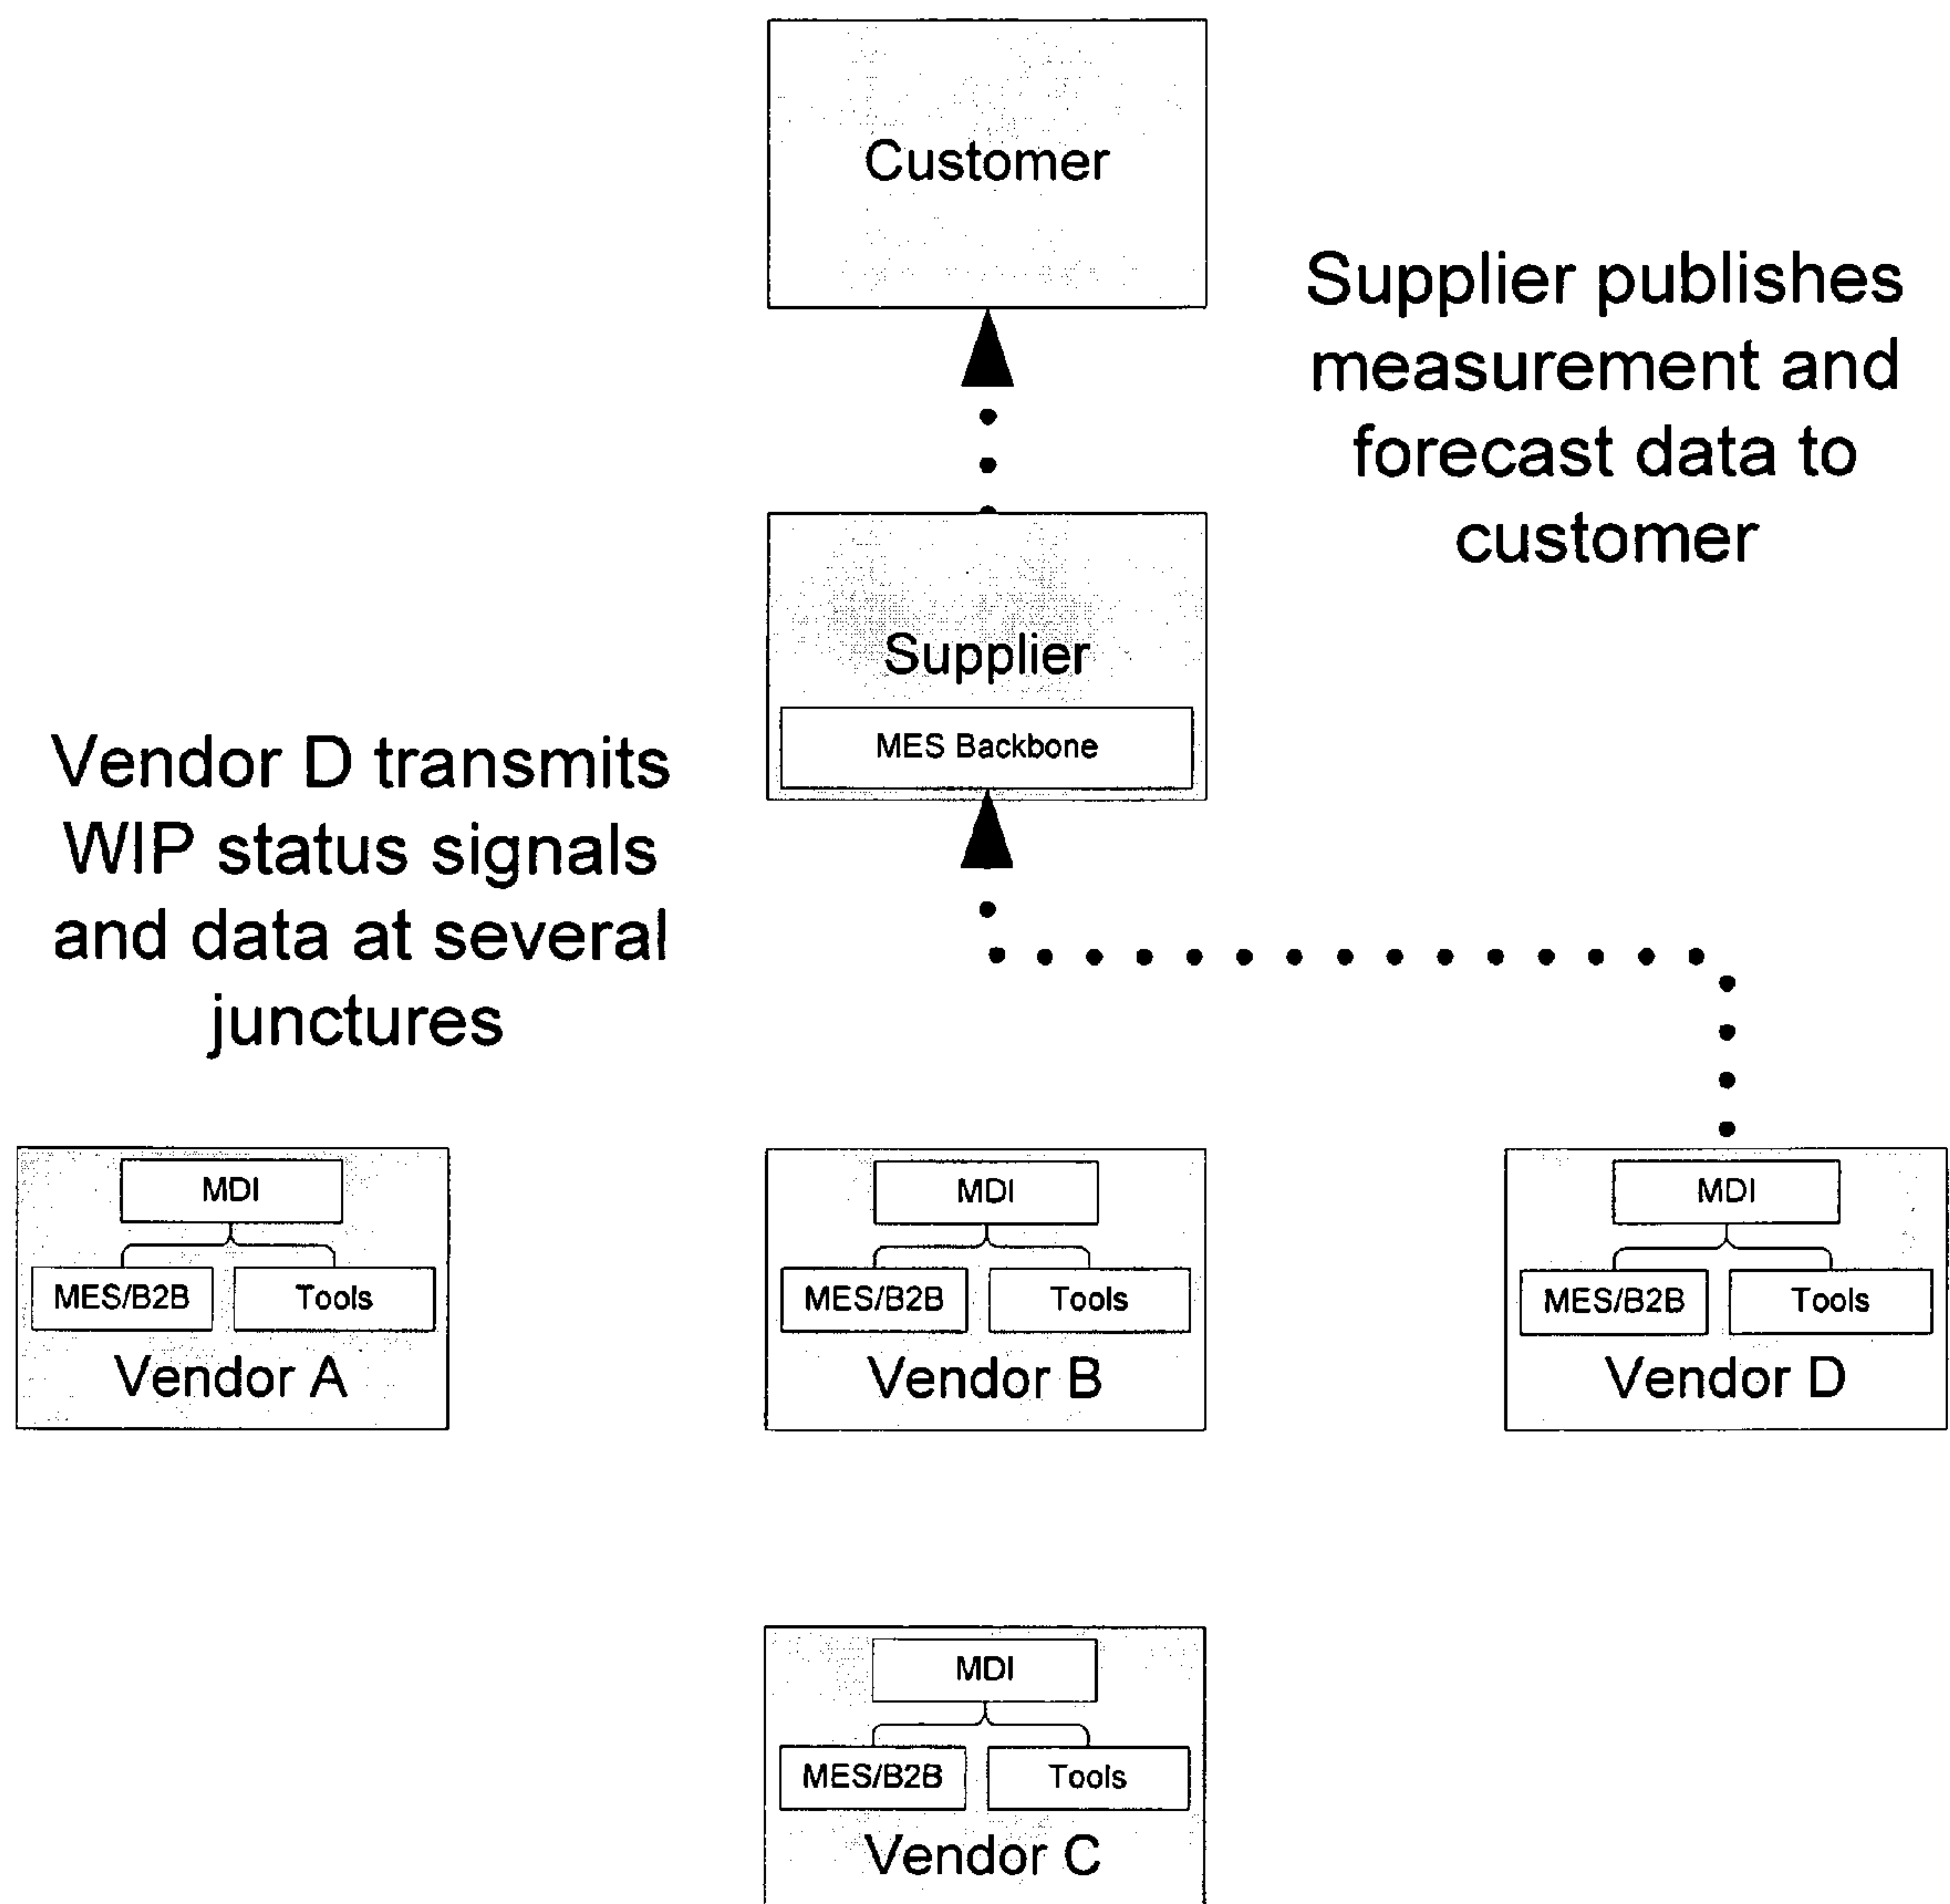 Customer
Supplier publishes
measurement and
forecast data to
customer
Supplier
MES Backbone
Vendor D transmits
WIP status signals
and data at several
junctures
MDI
MES/B2B
Tools
Vendor A
MDI
MES/B2B
Tools
Vendor B
MDI
MES/B2B
Tools
Vendor D
MDI
MES/B2B
Tools
Vendor C